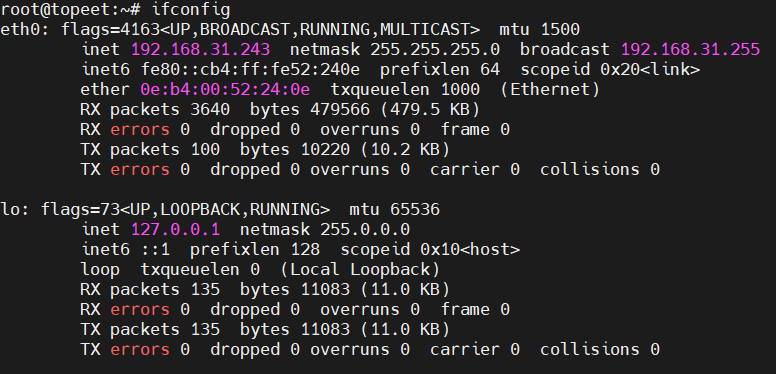 root@topeet:~# ifconfig
eth0: flags=4163<UP,BROADCAST,RUNNING,MULTICAST>  mtu 1500
        inet 192.168.31.243  netmask 255.255.255.0  broadcast 192.168.31.255
        inet6 fe80::cb4:ff:fe52:240e  prefixlen 64  scopeid 0x20<link>
        ether 0e:b4:00:52:24:0e  txqueuelen 1000  (Ethernet)
        RX packets 3640  bytes 479566 (479.5 KB)
        RX errors 0  dropped 0  overruns 0  frame 0
        TX packets 100  bytes 10220 (10.2 KB)
        TX errors 0  dropped 0 overruns 0  carrier 0  collisions 0

lo: flags=73<UP,LOOPBACK,RUNNING>  mtu 65536
        inet 127.0.0.1  netmask 255.0.0.0
        inet6 ::1  prefixlen 128  scopeid 0x10<host>
        loop  txqueuelen 0  (Local Loopback)
        RX packets 135  bytes 11083 (11.0 KB)
        RX errors 0  dropped 0  overruns 0  frame 0
        TX packets 135  bytes 11083 (11.0 KB)
        TX errors 0  dropped 0 overruns 0  carrier 0  collisions 0